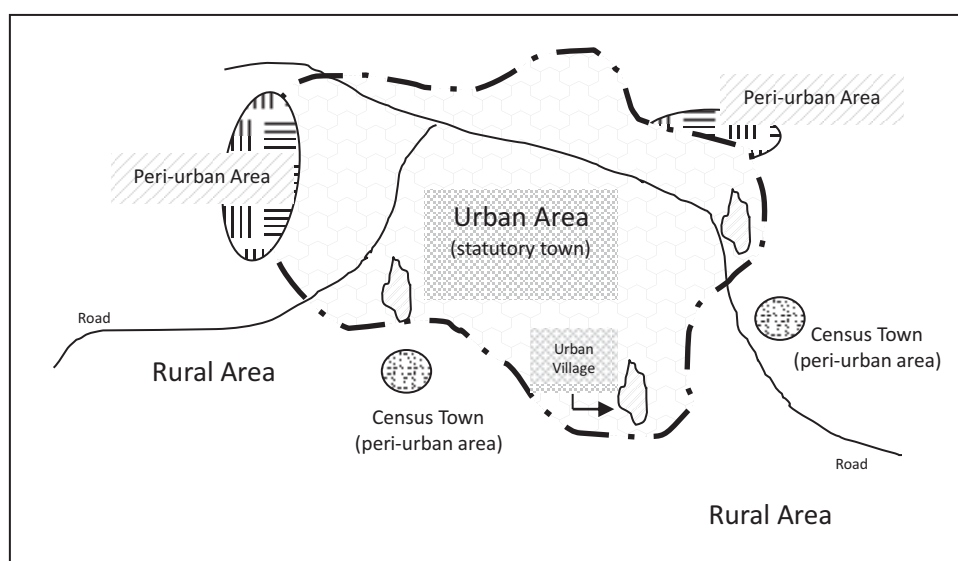 Peri-urban Area
Peri-urban Area
Urban Area
(statutory town)
Road
Census Town
(peri-urban area)
Rural Area
Urban
Village
Census Town
(peri-urban area)
Road
Rural Area